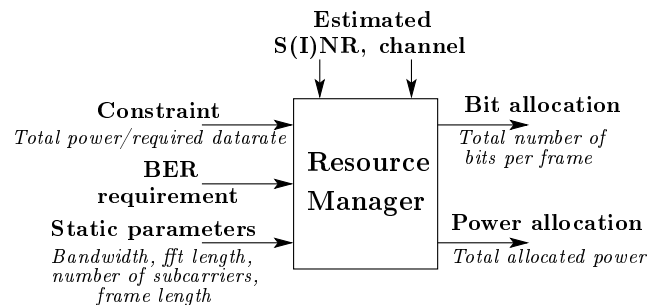 Estimated
S(I)NR, channel
Constraint
Total power/required datarate
BER
requirement
Static parameters
Bandwidth, fft length,
number of subcarriers,
frame length
Resource
Manager
Bit allocation
Total number of
bits per frame
Power allocation
Total allocated power